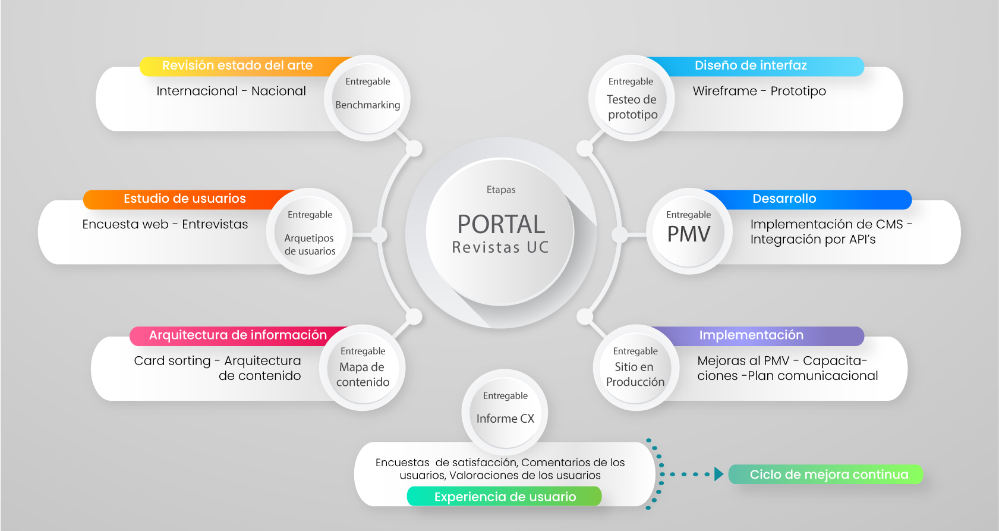 Revisión estado del arte
Internacional - Nacional
Entregable
Benchmarking
Estudio de usuarios
Encuesta web - Entrevistas
Entregable
Arquetipos
de usuarios
Arquitectura de información
Card sorting - Arquitectura
de contenido
Entregable
Mapa de
contenido
Etapas
PORTAL
Revistas UC
Diseño de interfaz
Wireframe - Prototipo
Entregable
Testeo de
prototipo
Desarrollo
Implementación de CMS -
Integración por API’s
Entregable
PMV
Implementación
Mejoras al PMV - Capacita-
ciones -Plan comunicacional
Entregable
Sitio en
Producción
Entregable
Informe CX
Encuestas  de satisfacción, Comentarios de los
usuarios, Valoraciones de los usuarios
Experiencia de usuario
Ciclo de mejora continua